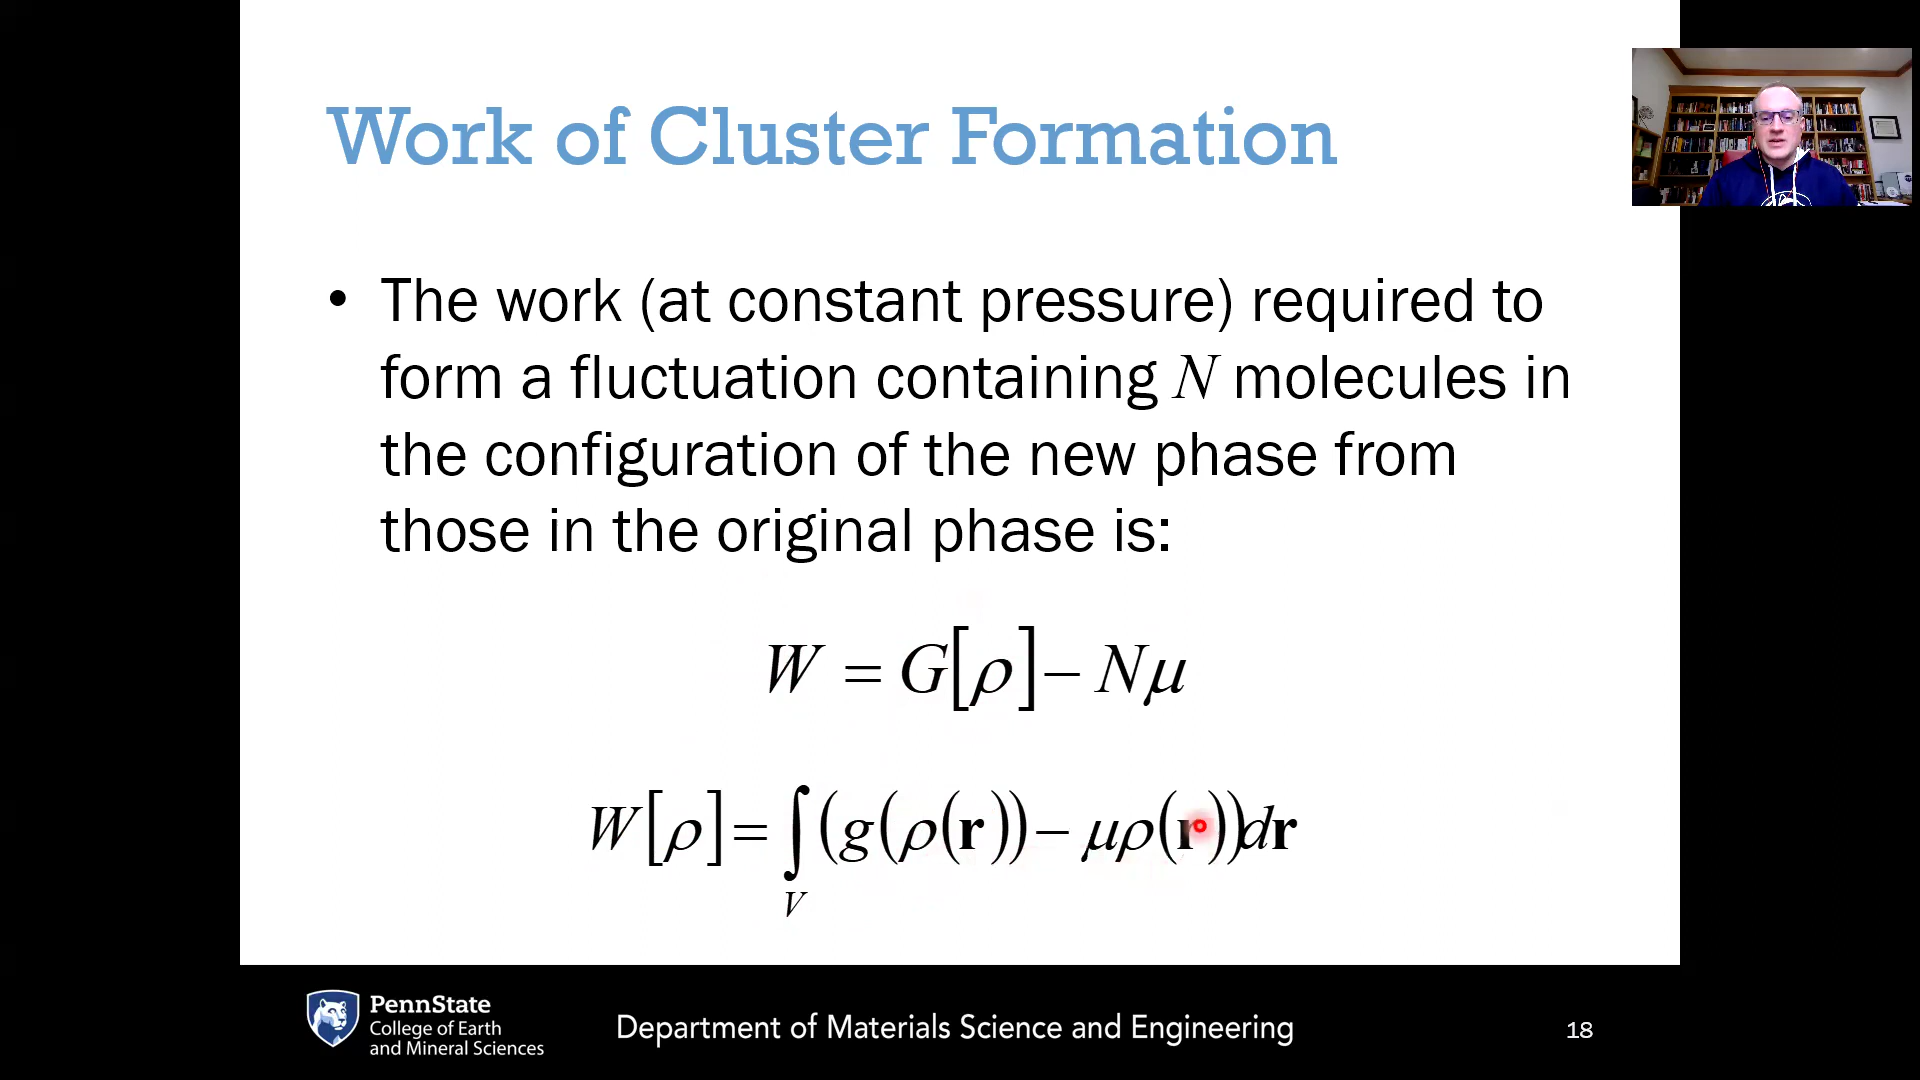 Work of Cluster Formation
• The work (at constant pressure) required to
form a fluctuation containing N molecules in
the configuration of the new phase from
those in the original phase is:
W = G[ρ] − Nμ
W[ρ] = ∫_V (g(ρ(r)) − μρ(r))dr
PennState
College of Earth
and Mineral Sciences
Department of Materials Science and Engineering
18